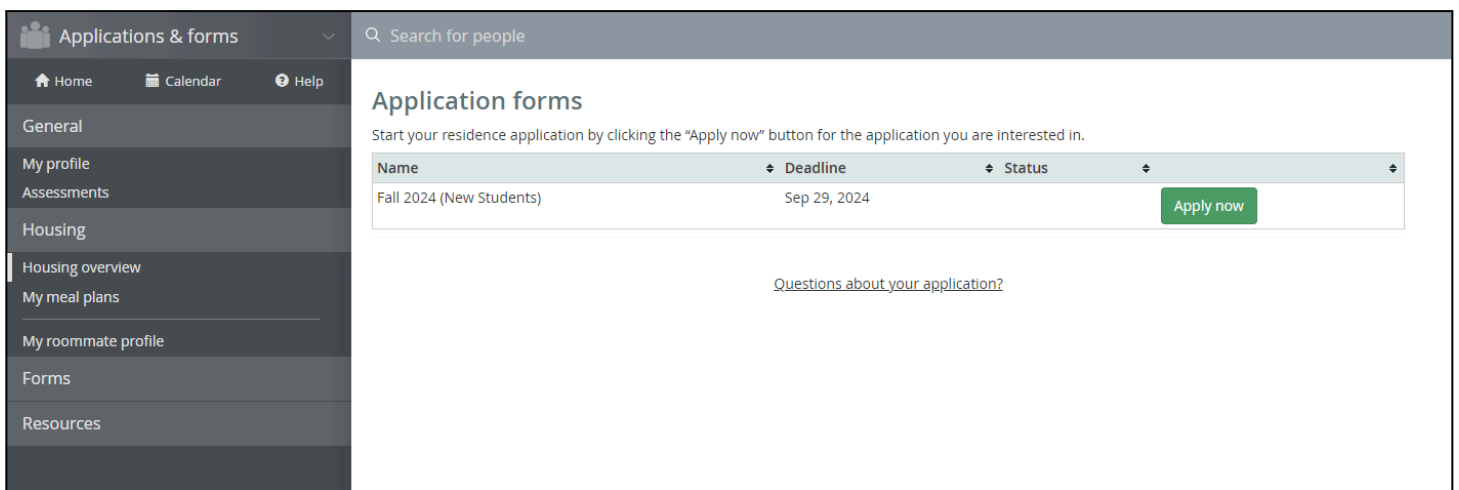 Applications & forms
Search for people
Home Calendar Help
General
My profile
Assessments
Housing
Housing overview
My meal plans
My roommate profile
Forms
Resources
Application forms
Start your residence application by clicking the “Apply now” button for the application you are interested in.
Name Deadline Status
Fall 2024 (New Students) Sep 29, 2024 Apply now
Questions about your application?